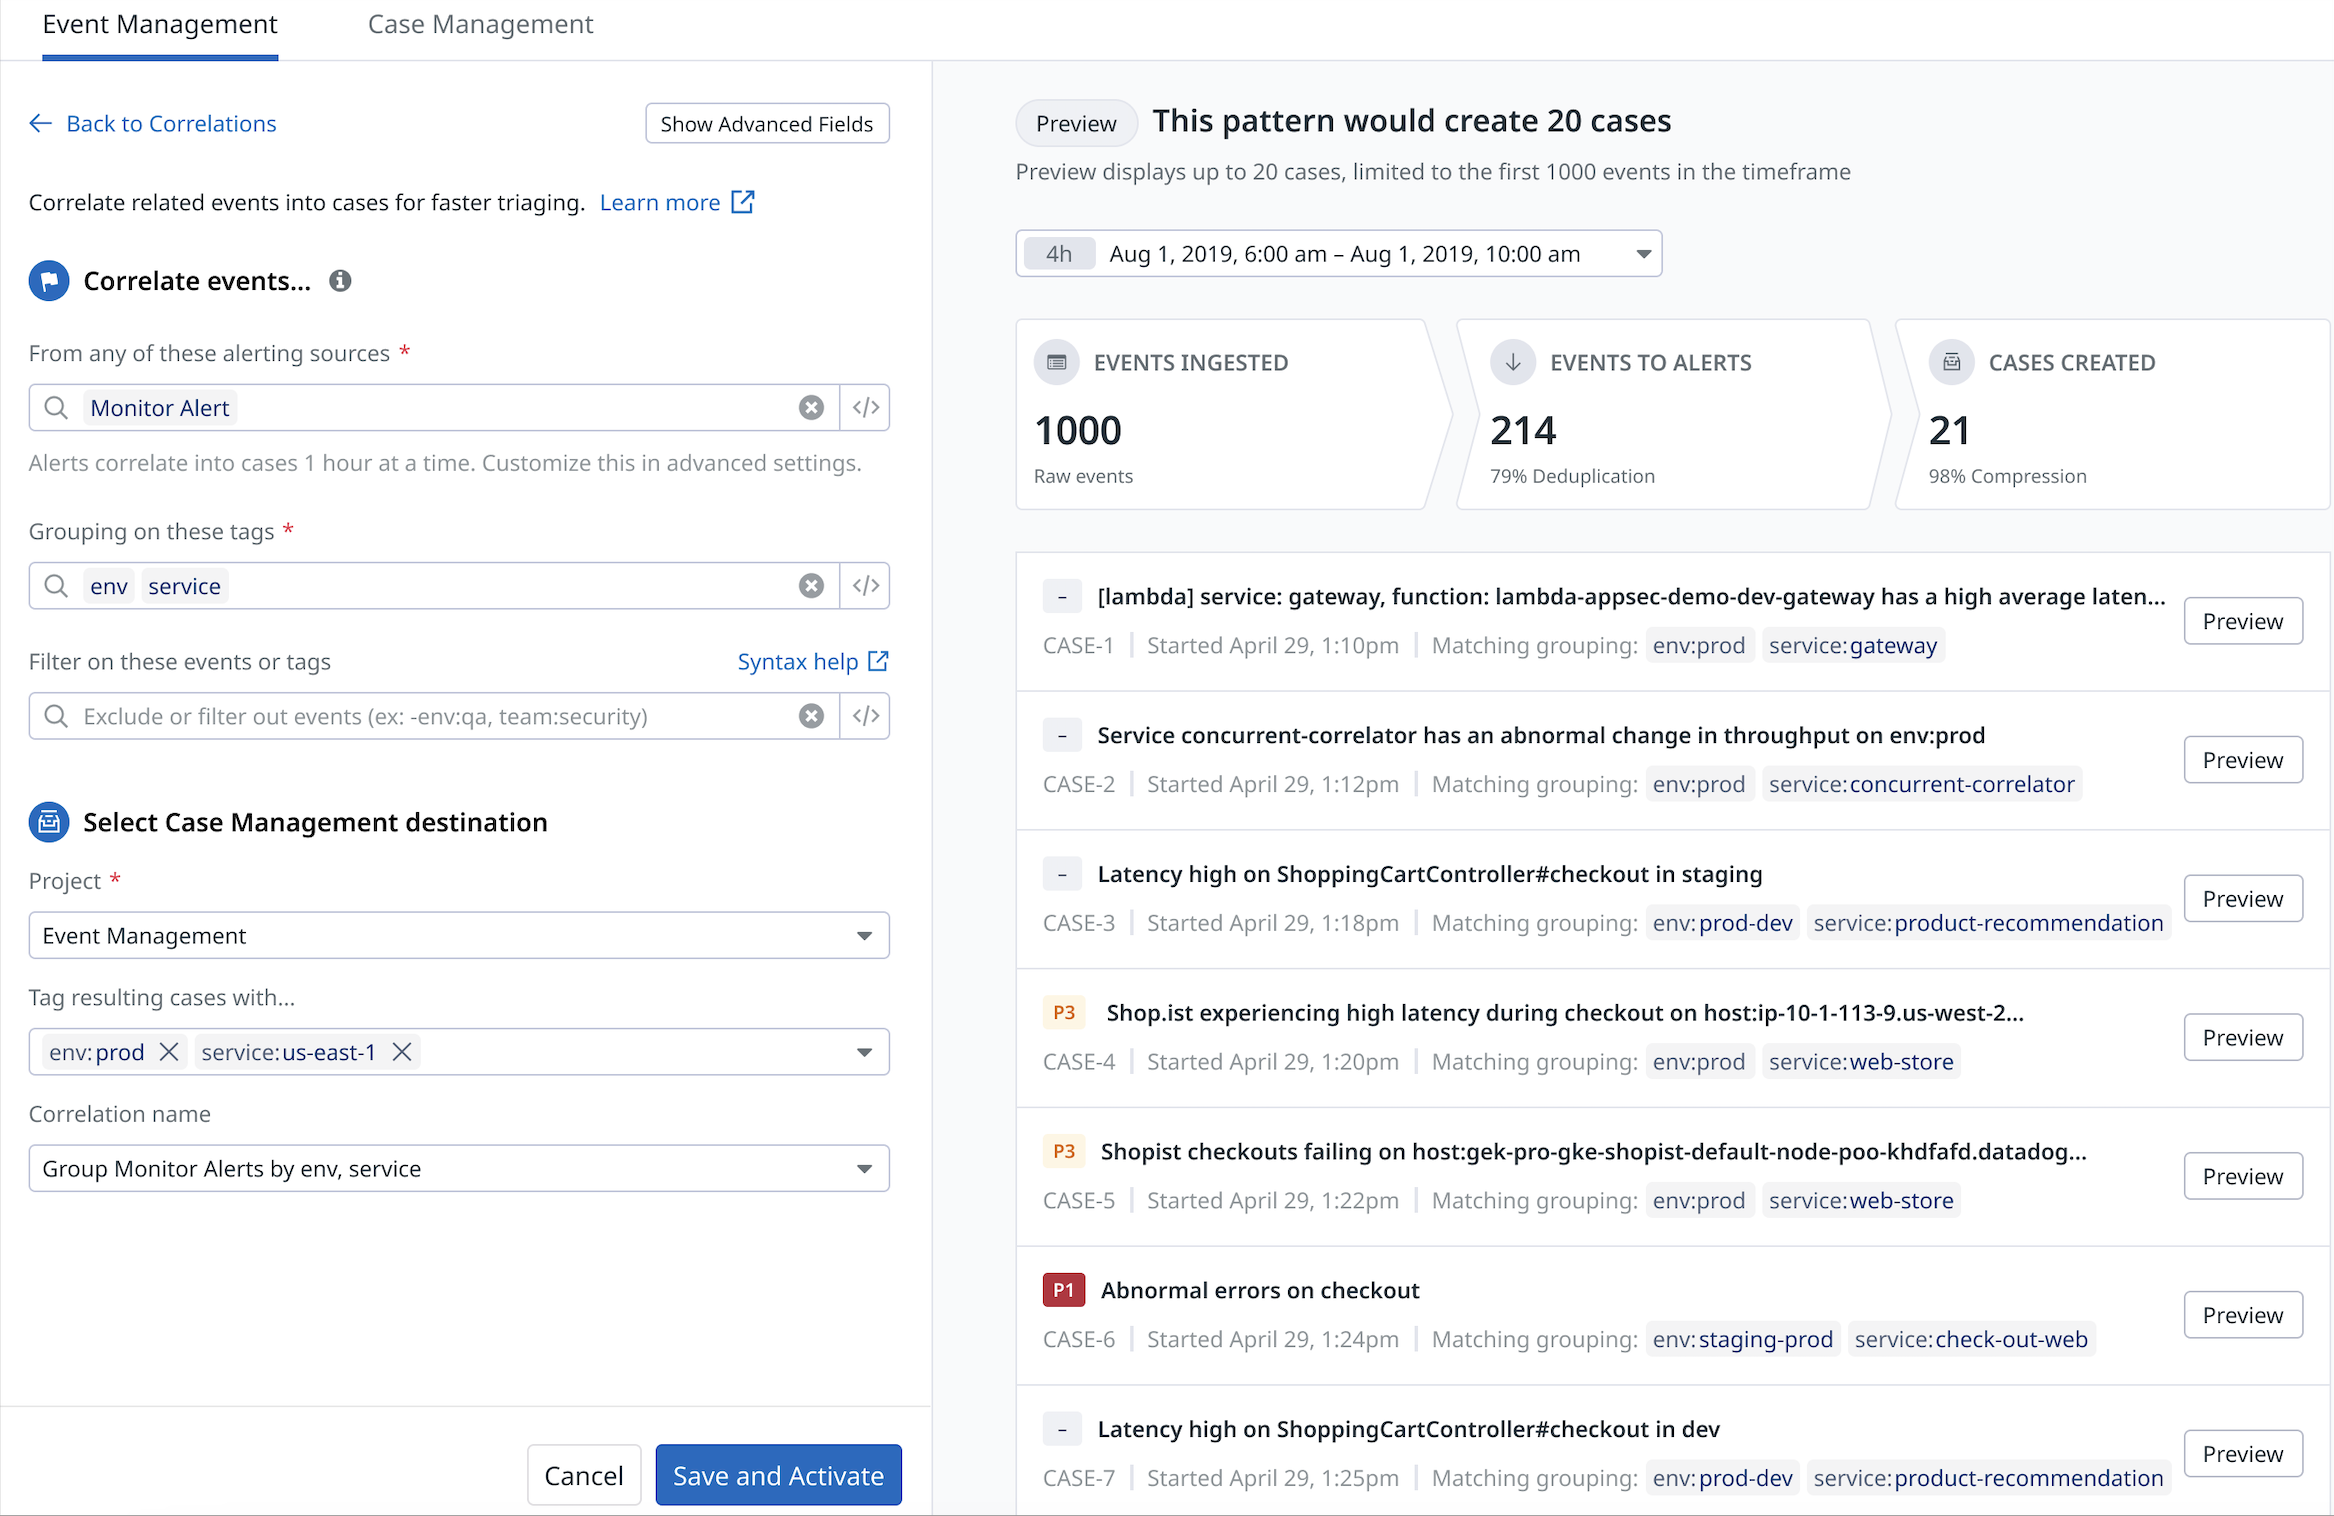 Event Management
Case Management
Back to Correlations
Show Advanced Fields
Correlate related events into cases for faster triaging. Learn more
Correlate events...
From any of these alerting sources *
Monitor Alert
</>
Alerts correlate into cases 1 hour at a time. Customize this in advanced settings.
Grouping on these tags *
env service
</>
Filter on these events or tags
Syntax help
Exclude or filter out events (ex: -env:qa, team:security)
</>
Select Case Management destination
Project *
Event Management
Tag resulting cases with...
env:prod service:us-east-1
Correlation name
Group Monitor Alerts by env, service
Cancel
Save and Activate
Preview
This pattern would create 20 cases
Preview displays up to 20 cases, limited to the first 1000 events in the timeframe
4h Aug 1, 2019, 6:00 am – Aug 1, 2019, 10:00 am
EVENTS INGESTED
1000
Raw events
EVENTS TO ALERTS
214
79% Deduplication
CASES CREATED
21
98% Compression
– [lambda] service: gateway, function: lambda-appsec-demo-dev-gateway has a high average laten...
CASE-1 Started April 29, 1:10pm Matching grouping: env:prod service:gateway
Preview
– Service concurrent-correlator has an abnormal change in throughput on env:prod
CASE-2 Started April 29, 1:12pm Matching grouping: env:prod service:concurrent-correlator
Preview
– Latency high on ShoppingCartController#checkout in staging
CASE-3 Started April 29, 1:18pm Matching grouping: env:prod-dev service:product-recommendation
Preview
P3 Shop.ist experiencing high latency during checkout on host:ip-10-1-113-9.us-west-2...
CASE-4 Started April 29, 1:20pm Matching grouping: env:prod service:web-store
Preview
P3 Shopist checkouts failing on host:gek-pro-gke-shopist-default-node-poo-khdfafd.datadog...
CASE-5 Started April 29, 1:22pm Matching grouping: env:prod service:web-store
Preview
P1 Abnormal errors on checkout
CASE-6 Started April 29, 1:24pm Matching grouping: env:staging-prod service:check-out-web
Preview
– Latency high on ShoppingCartController#checkout in dev
CASE-7 Started April 29, 1:25pm Matching grouping: env:prod-dev service:product-recommendation
Preview